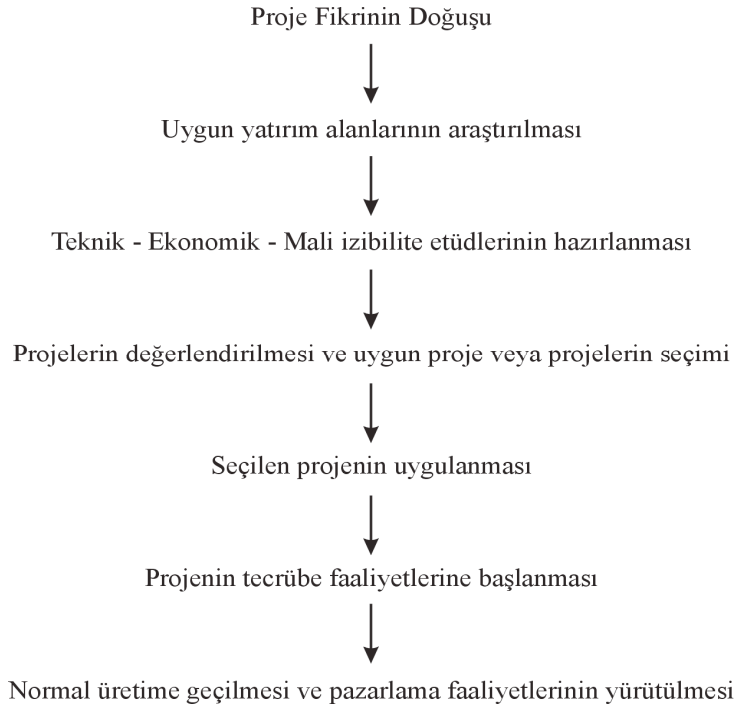 Proje Fikrinin Doğuşu
Uygun yatırım alanlarının araştırılması
Teknik - Ekonomik - Mali izibilite etüdlerinin hazırlanması
Projelerin değerlendirilmesi ve uygun proje veya projelerin seçimi
Seçilen projenin uygulanması
Projenin tecrübe faaliyetlerine başlanması
Normal üretime geçilmesi ve pazarlama faaliyetlerinin yürütülmesi